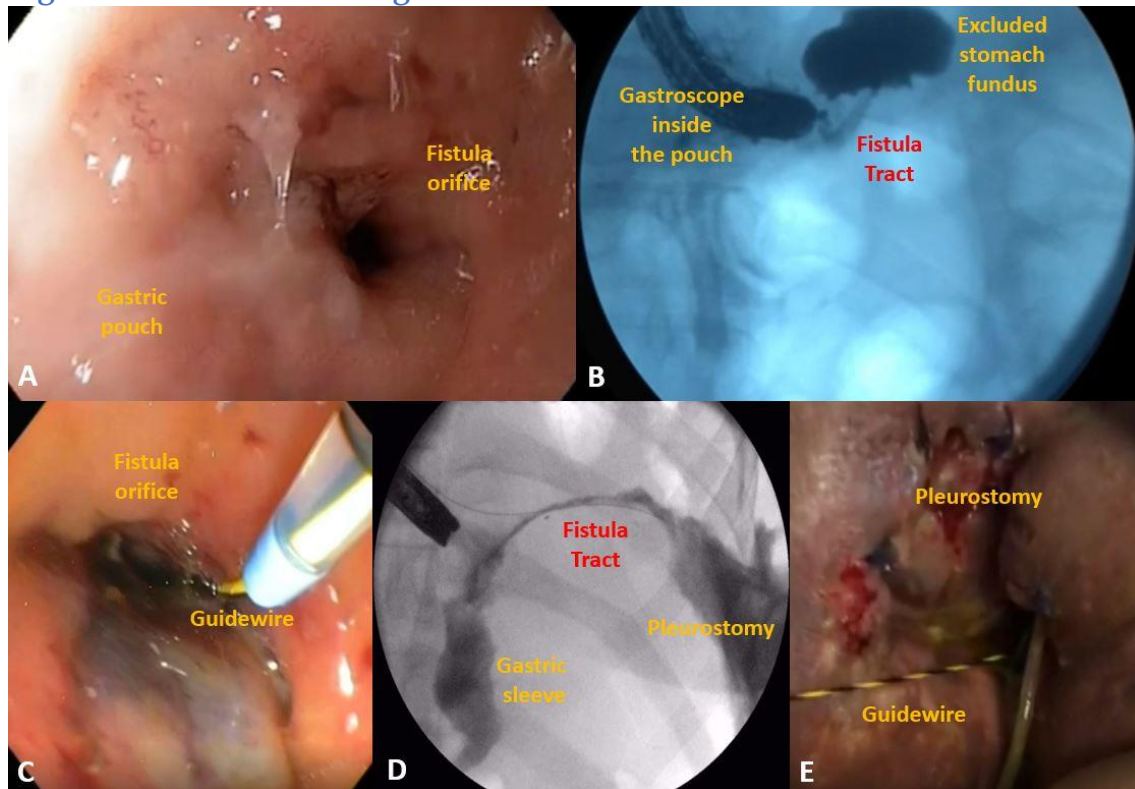 Fistula
orifice
Gastric
pouch
A
Excluded
stomach
fundus
Gastroscope
inside
the pouch
Fistula
Tract
B
Fistula
orifice
Guidewire
C
Fistula
Tract
Pleurostomy
Gastric
sleeve
D
Pleurostomy
Guidewire
E